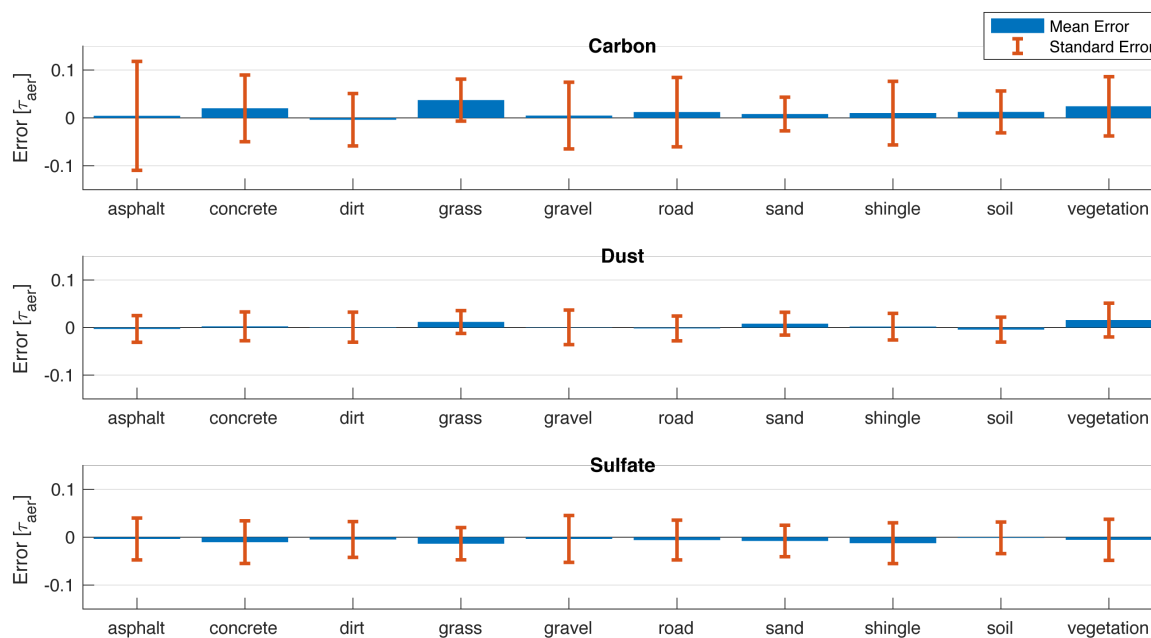 Mean Error
Standard Error
Carbon
Error [τaer]
0.1
0
-0.1
asphalt concrete dirt grass gravel road sand shingle soil vegetation
Dust
Error [τaer]
0.1
0
-0.1
asphalt concrete dirt grass gravel road sand shingle soil vegetation
Sulfate
Error [τaer]
0.1
0
-0.1
asphalt concrete dirt grass gravel road sand shingle soil vegetation